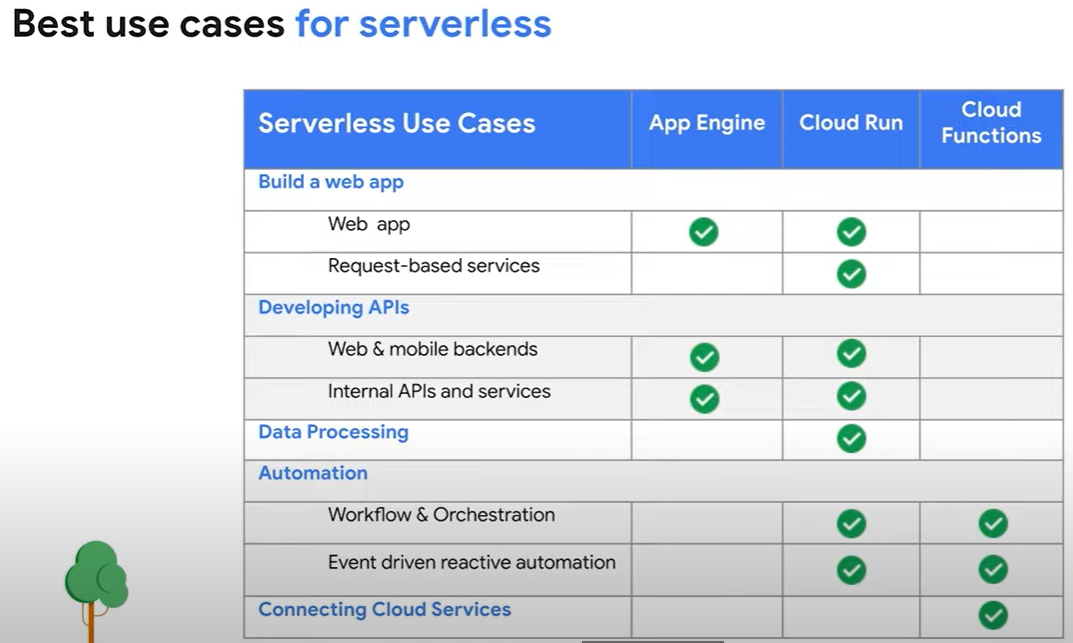 Best use cases for serverless
Serverless Use Cases App Engine Cloud Run Cloud Functions
Build a web app
Web app
Request-based services
Developing APIs
Web & mobile backends
Internal APIs and services
Data Processing
Automation
Workflow & Orchestration
Event driven reactive automation
Connecting Cloud Services